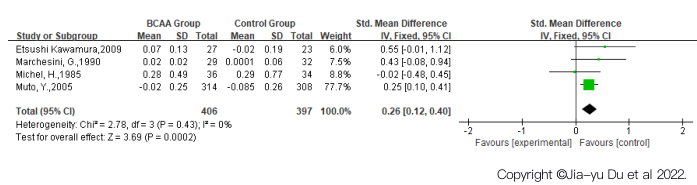 BCAA Group Control Group Std. Mean Difference Std. Mean Difference
Study or Subgroup Mean SD Total Mean SD Total Weight IV, Fixed, 95% CI IV, Fixed, 95% CI
Etsushi Kawamura,2009 0.07 0.13 27 -0.02 0.19 23 6.0% 0.55 [-0.01, 1.12]
Marchesini, G.,1990 0.02 0.02 29 0.0001 0.06 32 7.5% 0.43 [-0.08, 0.94]
Michel, H.,1985 0.28 0.49 36 0.29 0.77 34 8.8% -0.02 [-0.48, 0.45]
Muto, Y.,2005 -0.02 0.25 314 -0.085 0.26 308 77.7% 0.25 [0.10, 0.41]
Total (95% CI) 406 397 100.0% 0.26 [0.12, 0.40]
Heterogeneity: Chi² = 2.78, df = 3 (P = 0.43); I² = 0%
Test for overall effect: Z = 3.69 (P = 0.0002)
-2 -1 0 1 2
Favours [experimental] Favours [control]
Copyright ©Jia-yu Du et al 2022.